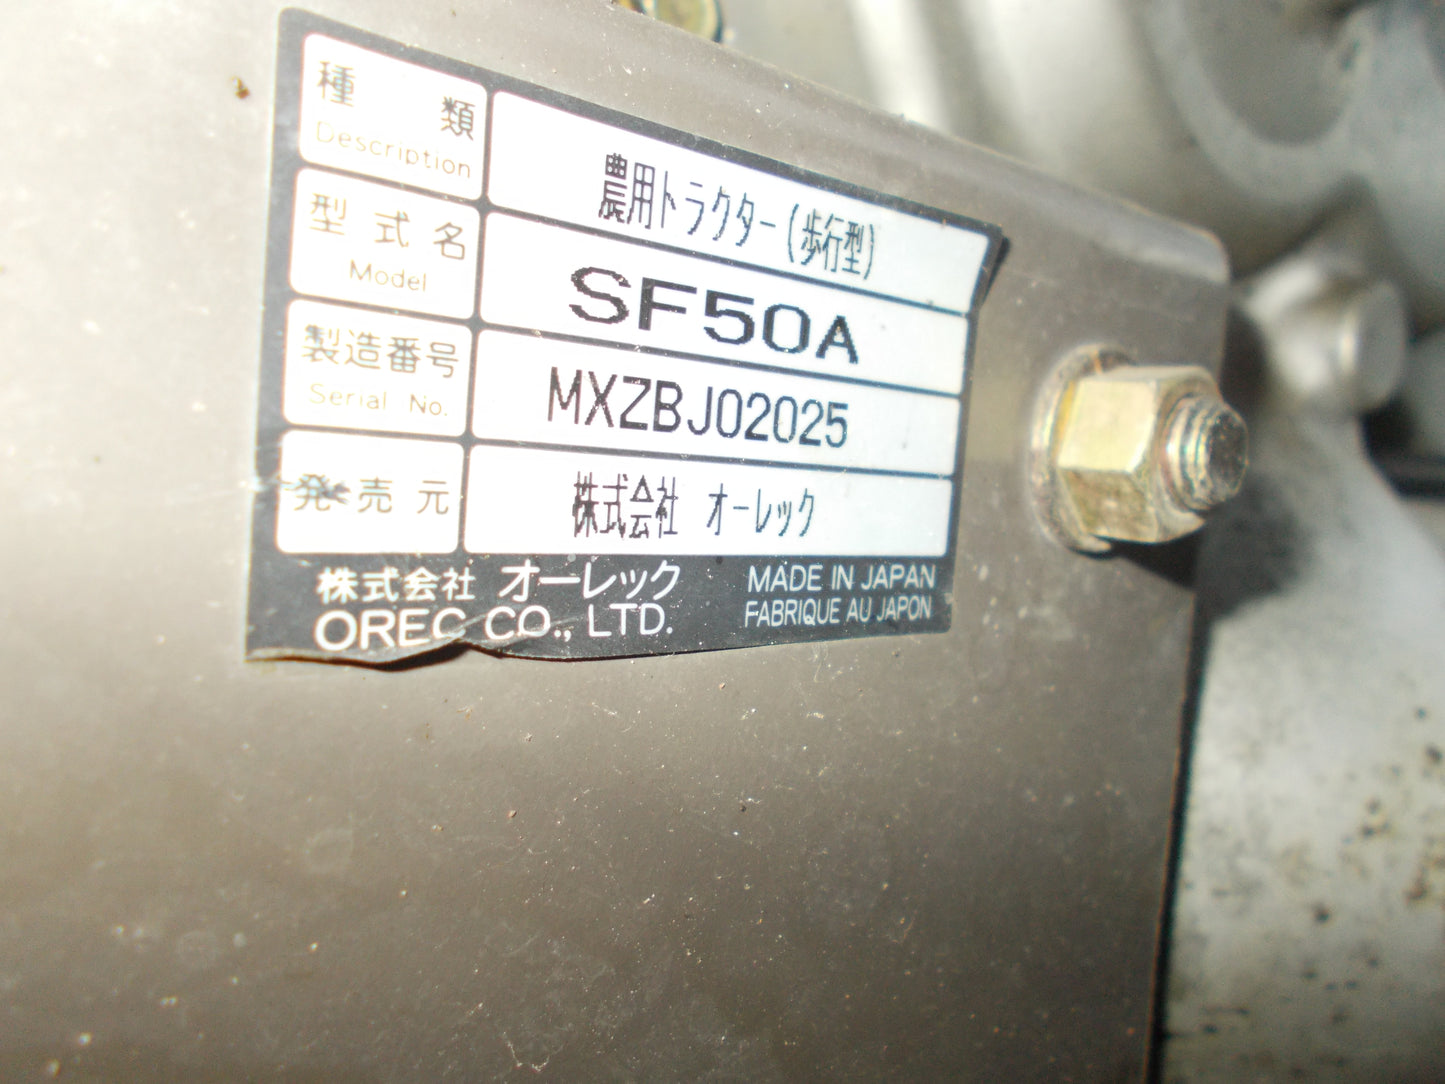 種類 農用トラクター(歩行型)
Description
型式名 SF50A
Model
製造番号 MXZBJ02025
Serial No.
発売元 株式会社 オーレック
株式会社 オーレック MADE IN JAPAN
OREC CO., LTD. FABRIQUE AU JAPON